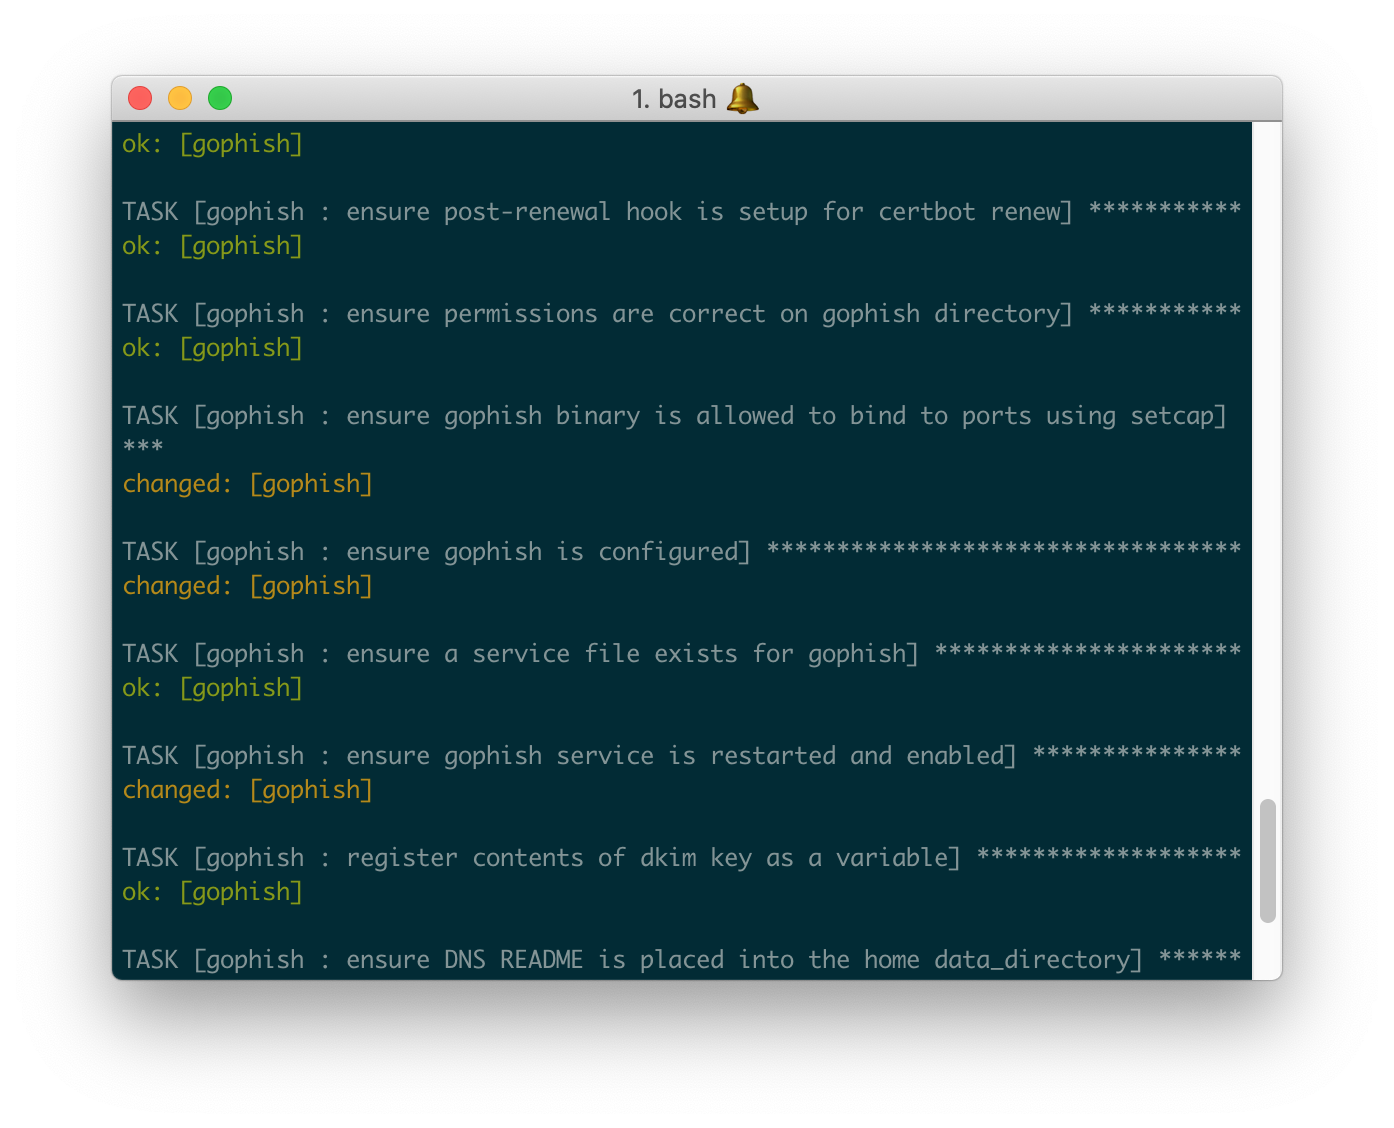 1. bash
ok: [gophish]
TASK [gophish : ensure post-renewal hook is setup for certbot renew] ***********
ok: [gophish]
TASK [gophish : ensure permissions are correct on gophish directory] ***********
ok: [gophish]
TASK [gophish : ensure gophish binary is allowed to bind to ports using setcap]
***
changed: [gophish]
TASK [gophish : ensure gophish is configured] **********************************
changed: [gophish]
TASK [gophish : ensure a service file exists for gophish] **********************
ok: [gophish]
TASK [gophish : ensure gophish service is restarted and enabled] ***************
changed: [gophish]
TASK [gophish : register contents of dkim key as a variable] *******************
ok: [gophish]
TASK [gophish : ensure DNS README is placed into the home data_directory] ******